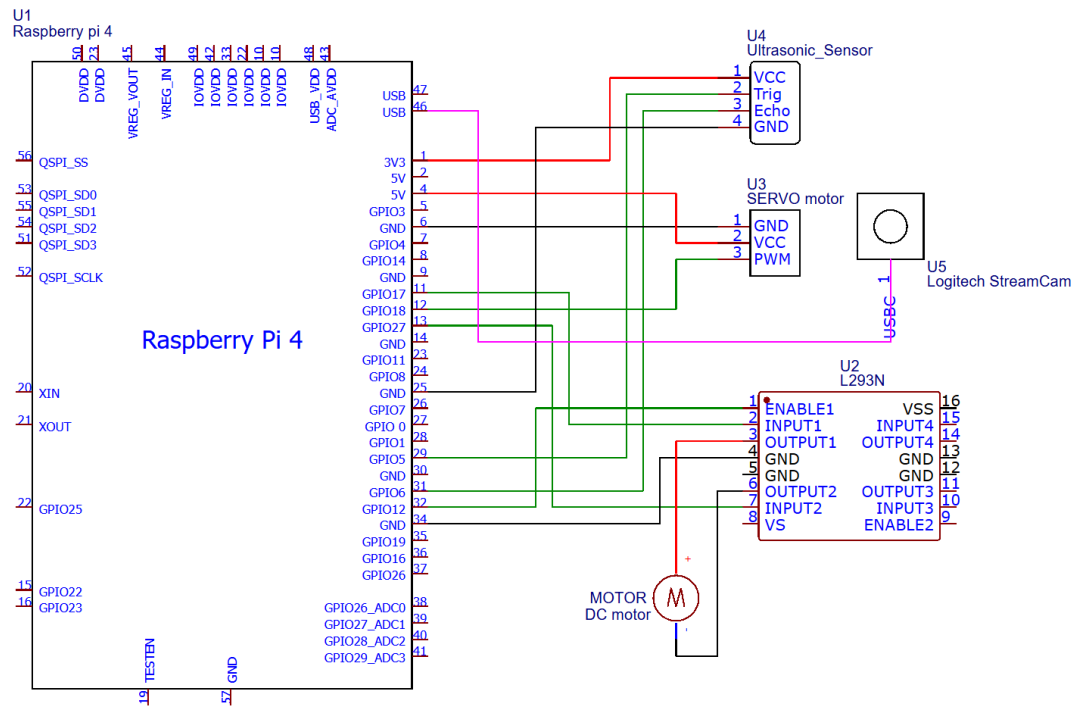 U1
Raspberry pi 4
50 23 45 44 49 42 33 22 10 10 48 43
DVDD DVDD VREG_VOUT VREG_IN IOVDD IOVDD IOVDD IOVDD IOVDD IOVDD USB_VDD ADC_AVDD
USB 47
USB 46
56 QSPI_SS
53 QSPI_SD0
55 QSPI_SD1
54 QSPI_SD2
51 QSPI_SD3
52 QSPI_SCLK
20 XIN
21 XOUT
22 GPIO25
15 GPIO22
16 GPIO23
Raspberry Pi 4
3V3 1
5V 2
5V 4
GPIO3 5
GND 6
GPIO4 7
GPIO14 8
GND 9
GPIO17 11
GPIO18 12
GPIO27 13
GND 14
GPIO11 23
GPIO8 24
GND 25
GPIO7 26
GPIO 0 27
GPIO1 28
GPIO5 29
GND 30
GPIO6 31
GPIO12 32
GND 34
GPIO19 35
GPIO16 36
GPIO26 37
GPIO26_ADC0 38
GPIO27_ADC1 39
GPIO28_ADC2 40
GPIO29_ADC3 41
TESTEN GND
19 57
U4
Ultrasonic_Sensor
1 VCC
2 Trig
3 Echo
4 GND
U3
SERVO motor
1 GND
2 VCC
3 PWM
U5
Logitech StreamCam
1
USBC
U2
L293N
1 ENABLE1 VSS 16
2 INPUT1 INPUT4 15
3 OUTPUT1 OUTPUT4 14
4 GND GND 13
5 GND GND 12
6 OUTPUT2 OUTPUT3 11
7 INPUT2 INPUT3 10
8 VS ENABLE2 9
+
MOTOR
DC motor
M
-